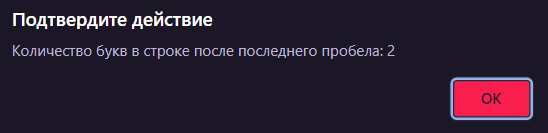 Подтвердите действие
Количество букв в строке после последнего пробела: 2
OK